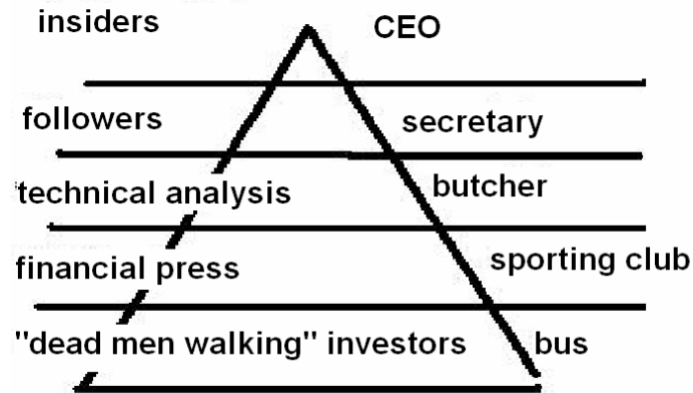 insiders CEO
followers secretary
technical analysis butcher
financial press sporting club
"dead men walking" investors bus